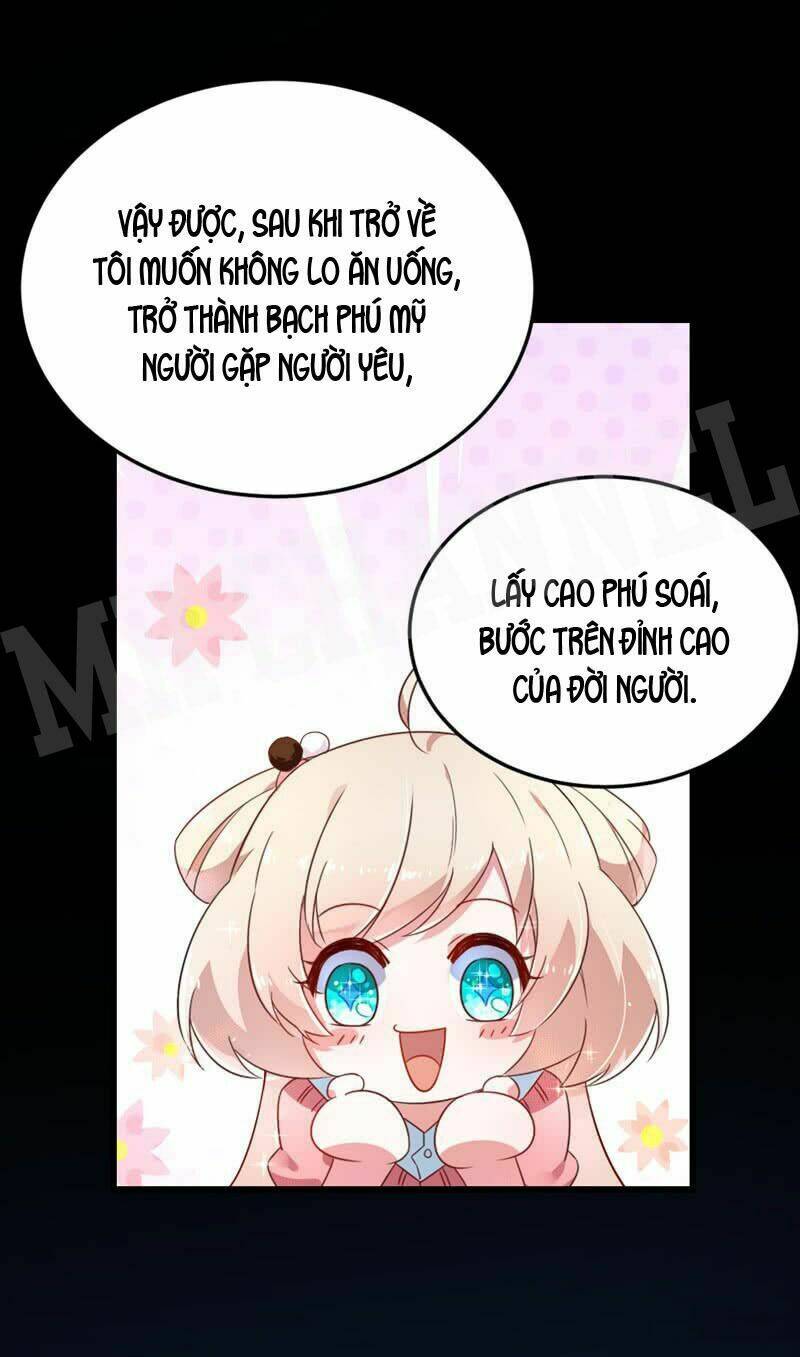 VẬY ĐƯỢC, SAU KHI TRỞ VỀ
TÔI MUỐN KHÔNG LO ĂN UỐNG,
TRỞ THÀNH BẠCH PHÚ MỸ
NGƯỜI GẶP NGƯỜI YÊU,
LẤY CAO PHÚ SOÁI,
BƯỚC TRÊN ĐỈNH CAO
CỦA ĐỜI NGƯỜI.